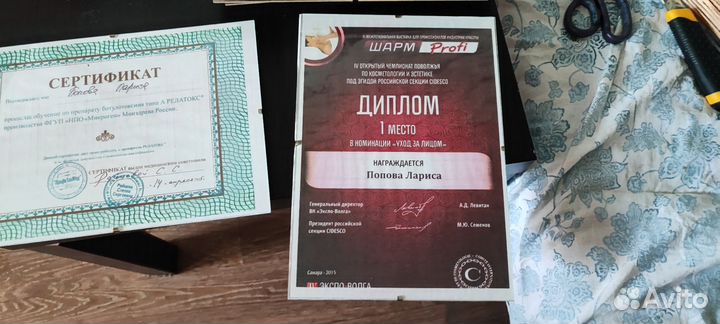 СЕРТИФИКАТ
Попова Лариса
прошел обучение по препарату ботулотоксин типа А РЕЛАТОКС®
производства ФГУП «НПО «Микроген» Минздрава России.
СЕРТИФИКАТ
ШАРМ Profi
IV ОТКРЫТЫЙ ЧЕМПИОНАТ ПОВОЛЖЬЯ
ПО КОСМЕТОЛОГИИ И ЭСТЕТИКЕ
ПОД ЭГИДОЙ РОССИЙСКОЙ СЕКЦИИ CIDESCO
ДИПЛОМ
1 МЕСТО
В НОМИНАЦИИ «УХОД ЗА ЛИЦОМ»
НАГРАЖДАЕТСЯ
Попова Лариса
Генеральный директор
ВК «Экспо-Волга»
А.Д. Левитан
Президент российской
секции CIDESCO
М.Ю. Семенов
Самара - 2015
ЭКСПО-ВОЛГА
Avito